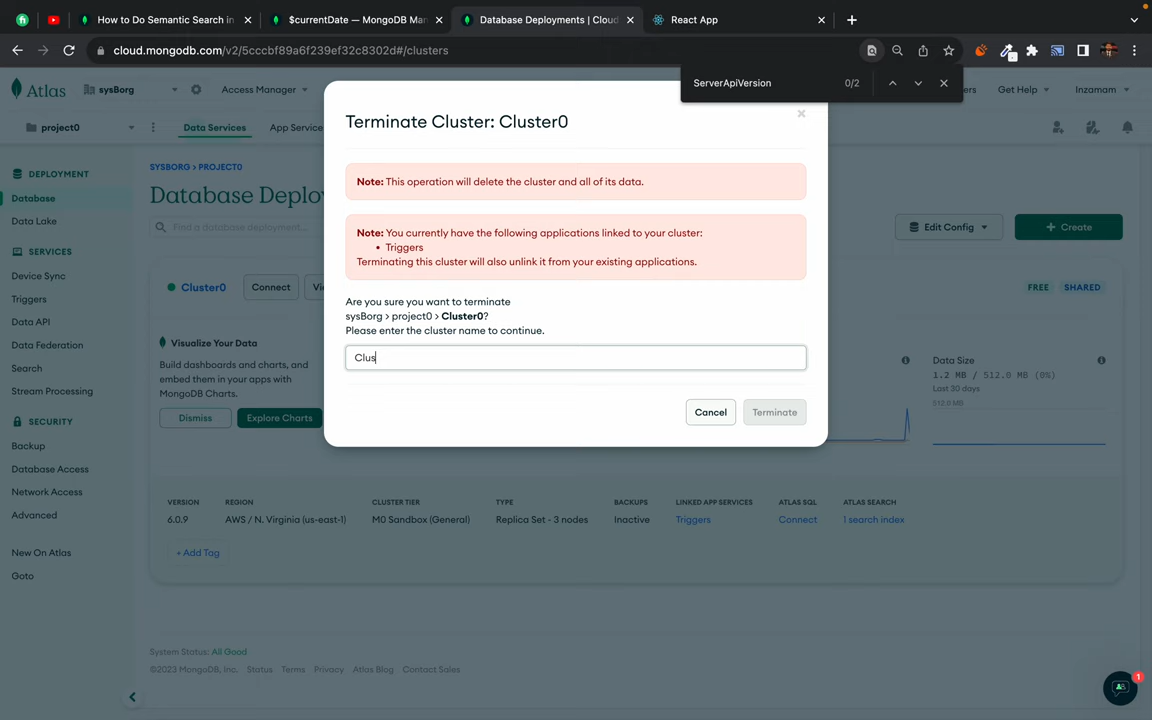 How to Do Semantic Search in
$currentDate — MongoDB Man
Database Deployments | Cloud
React App
cloud.mongodb.com/v2/5cccbf89a6f239ef32c8302d#/clusters
ServerApiVersion 0/2
Atlas
sysBorg
Access Manager
Get Help
Inzamam
project0
Data Services
App Service
DEPLOYMENT
Database
Data Lake
SERVICES
Device Sync
Triggers
Data API
Data Federation
Search
Stream Processing
SECURITY
Backup
Database Access
Network Access
Advanced
New On Atlas
Goto
SYSBORG > PROJECT0
Database Deplo
Find a database deployment...
Edit Config
+ Create
Cluster0
Connect
FREE
SHARED
Visualize Your Data
Build dashboards and charts, and
embed them in your apps with
MongoDB Charts.
Dismiss
Explore Charts
Data Size
1.2 MB / 512.0 MB (0%)
Last 30 days
512.0 MB
Terminate Cluster: Cluster0
Note: This operation will delete the cluster and all of its data.
Note: You currently have the following applications linked to your cluster:
• Triggers
Terminating this cluster will also unlink it from your existing applications.
Are you sure you want to terminate
sysBorg > project0 > Cluster0?
Please enter the cluster name to continue.
Clus
Cancel
Terminate
VERSION REGION CLUSTER TIER TYPE BACKUPS LINKED APP SERVICES ATLAS SQL ATLAS SEARCH
6.0.9 AWS / N. Virginia (us-east-1) M0 Sandbox (General) Replica Set - 3 nodes Inactive Triggers Connect 1 search index
+ Add Tag
System Status: All Good
©2023 MongoDB, Inc. Status Terms Privacy Atlas Blog Contact Sales
1